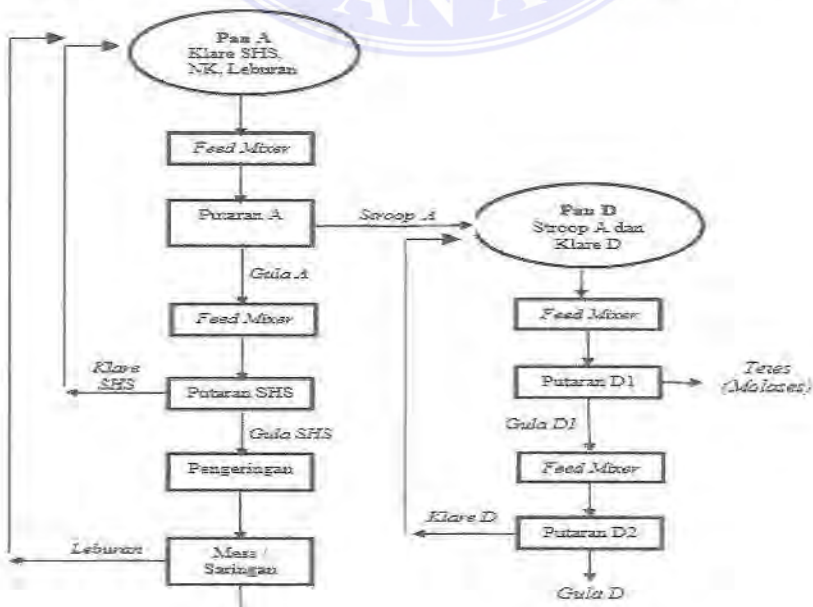 Pan A
Klare SHS,
NK, Leburan
Feed Mixer
Putaran A
Stroop A
Gula A
Feed Mixer
Klare
SHS
Putaran SHS
Gula SHS
Pengeringan
Leburan
Mess /
Saringan
Pan D
Stroop A dan
Klare D
Feed Mixer
Putaran D1
Tetes
(Molases)
Gula D1
Feed Mixer
Klare D
Putaran D2
Gula D